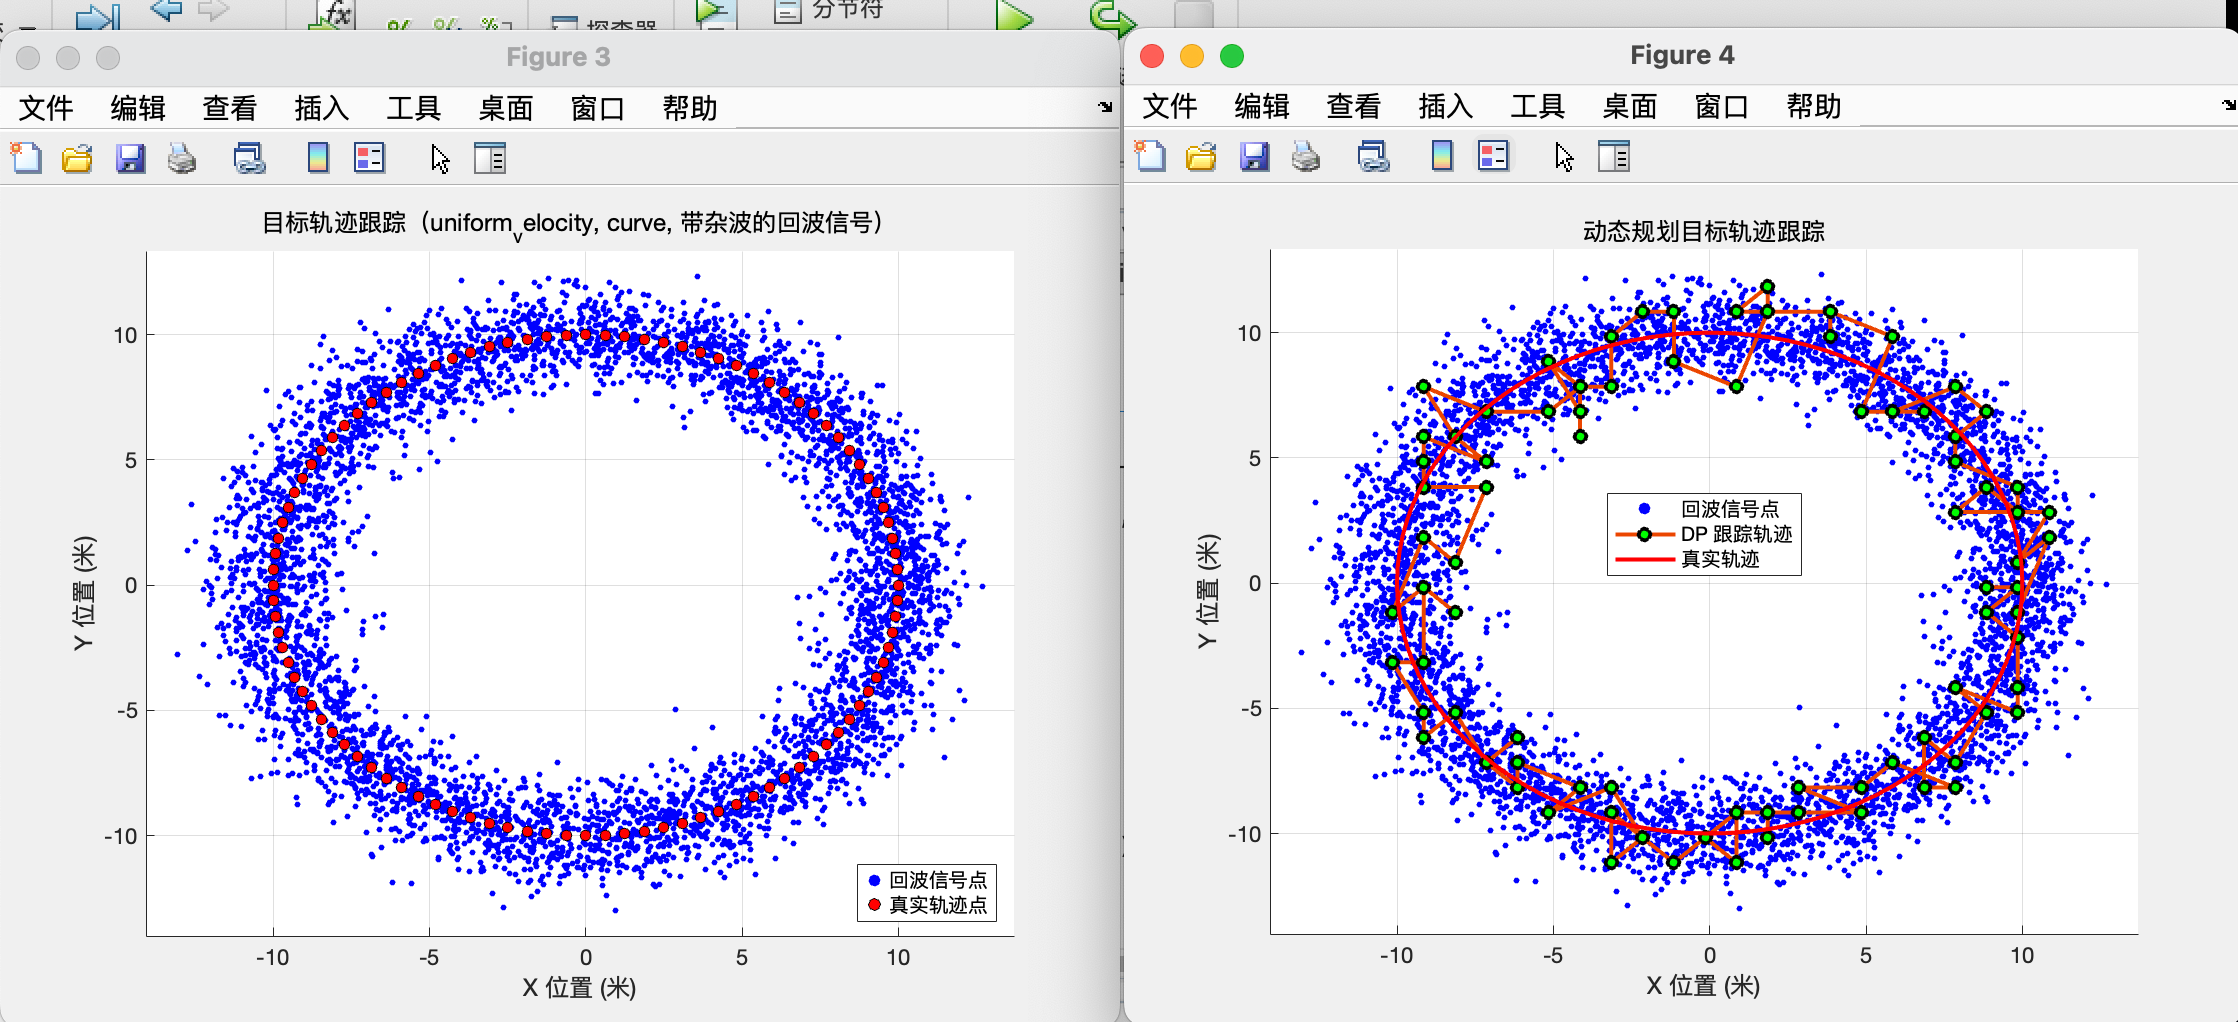 分节符
探查器
Figure 3
文件 编辑 查看 插入 工具 桌面 窗口 帮助
目标轨迹跟踪（uniform_velocity, curve, 带杂波的回波信号）
10
5
0
-5
-10
Y 位置 (米)
-10 -5 0 5 10
X 位置 (米)
回波信号点
真实轨迹点
Figure 4
文件 编辑 查看 插入 工具 桌面 窗口 帮助
动态规划目标轨迹跟踪
10
5
0
-5
-10
Y 位置 (米)
回波信号点
DP 跟踪轨迹
真实轨迹
-10 -5 0 5 10
X 位置 (米)